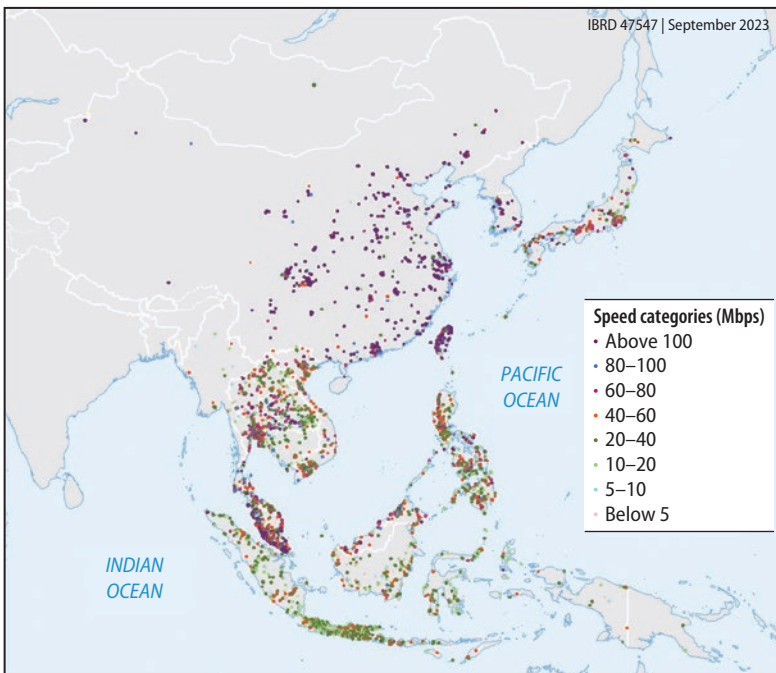 IBRD 47547 | September 2023
PACIFIC
OCEAN
Speed categories (Mbps)
Above 100
80–100
60–80
40–60
20–40
10–20
5–10
Below 5
INDIAN
OCEAN